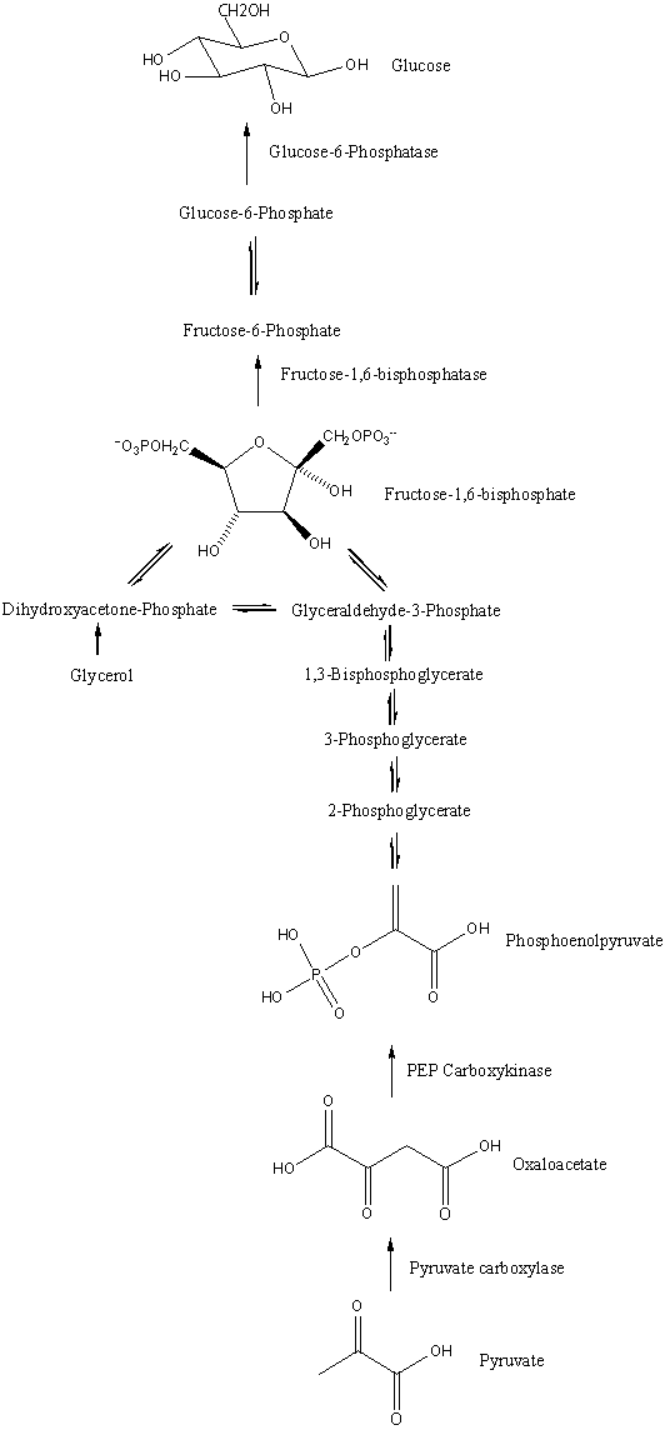 CH2OH
O
HO
HO
OH
OH
Glucose
Glucose-6-Phosphatase
Glucose-6-Phosphate
Fructose-6-Phosphate
Fructose-1,6-bisphosphatase
⁻O₃POH₂C
O
CH₂OPO₃⁻⁻
OH
HO
OH
Fructose-1,6-bisphosphate
Dihydroxyacetone-Phosphate
Glyceraldehyde-3-Phosphate
Glycerol
1,3-Bisphosphoglycerate
3-Phosphoglycerate
2-Phosphoglycerate
HO
O
OH
Phosphoenolpyruvate
P
HO
O
O
PEP Carboxykinase
O
OH
HO
Oxaloacetate
O
O
Pyruvate carboxylase
O
OH
Pyruvate
O